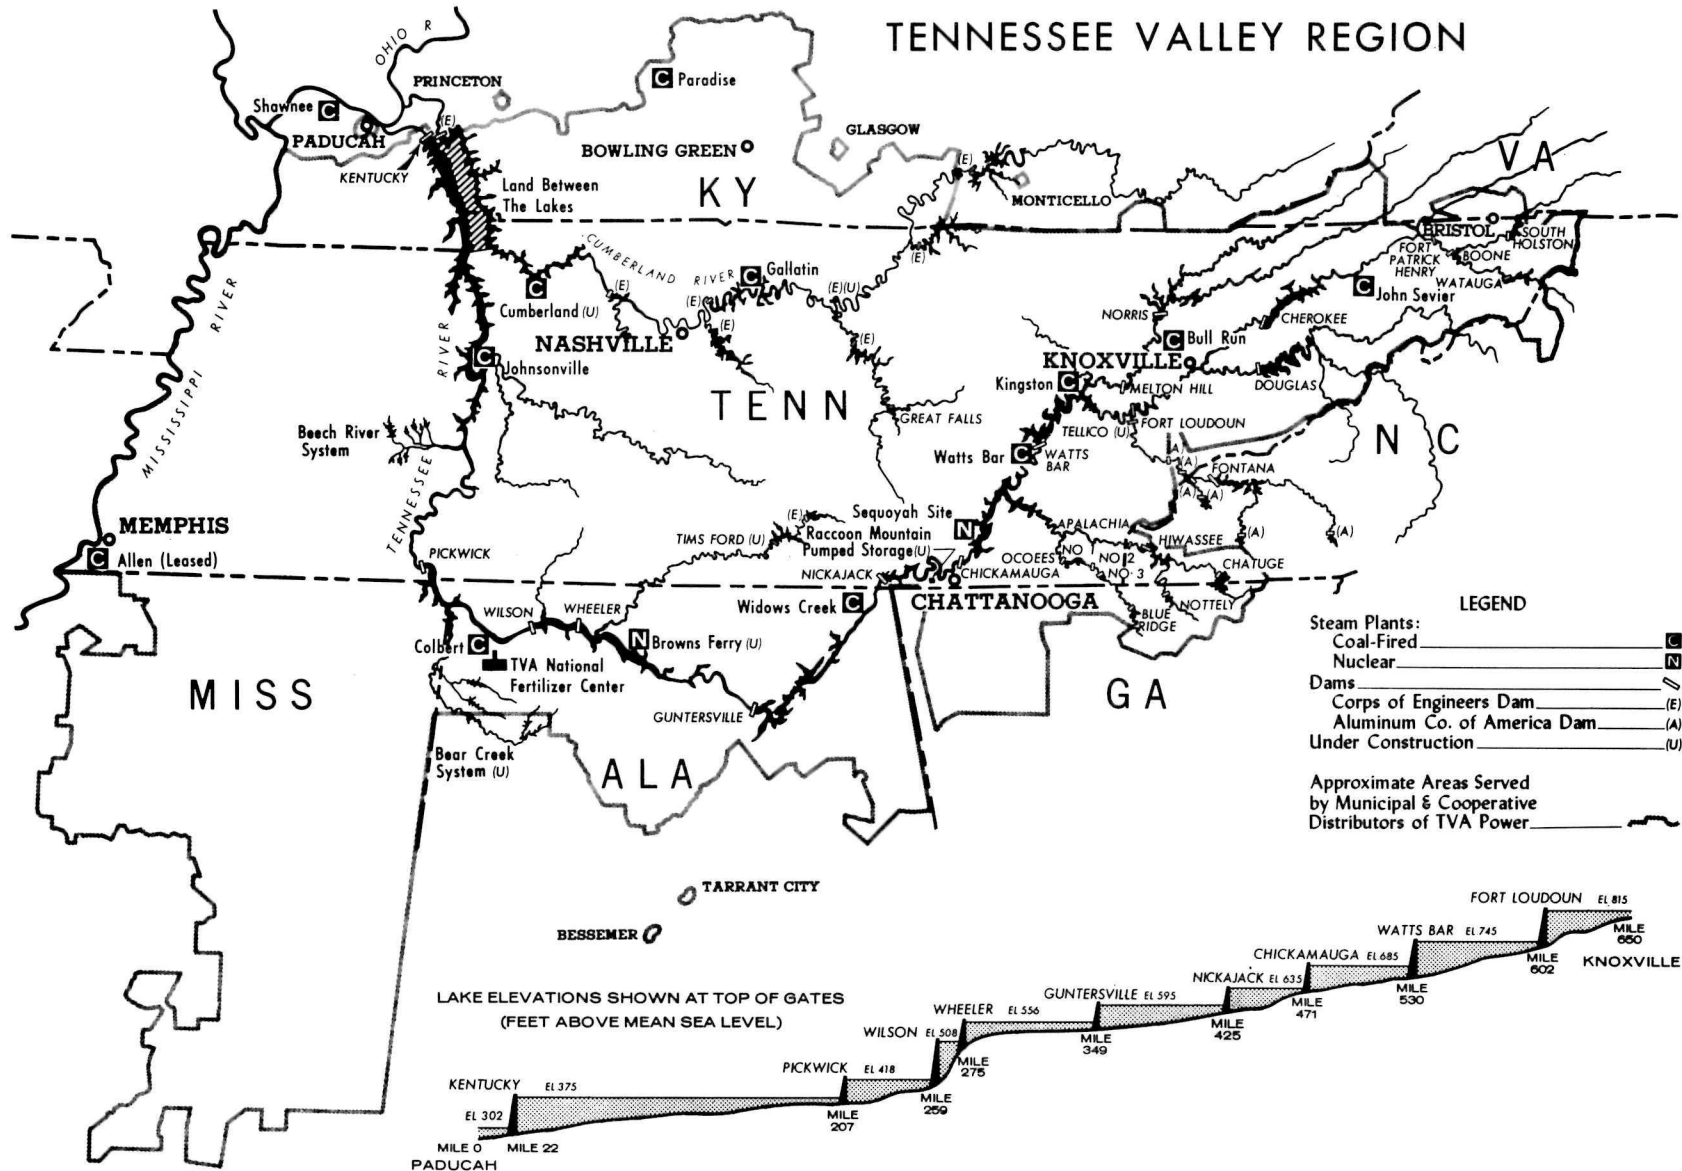 TENNESSEE VALLEY REGION
OHIO R
PRINCETON
Paradise
Shawnee
C
C
PADUCAH
(E)
KENTUCKY
GLASGOW
BOWLING GREEN
(E)
VA
KY
Land Between
The Lakes
MONTICELLO
BRISTOL
SOUTH
HOLSTON
FORT
PATRICK
HENRY
BOONE
WATAUGA
CUMBERLAND RIVER
(E)
C
Gallatin
C
Cumberland (U)
(E)
(E)
(E)(U)
C
John Sevier
MISSISSIPPI RIVER
NORRIS
CHEROKEE
NASHVILLE
(E)
(E)
C
Bull Run
KNOXVILLE
C
Johnsonville
RIVER
Kingston
C
MELTON HILL
DOUGLAS
TENN
GREAT FALLS
FORT LOUDOUN
TELLICO (U)
NC
Beech River
System
Watts Bar
C
WATTS
BAR
(A)
(A)
FONTANA
(A)
(A)
TENNESSEE
Sequoyah Site
N
Raccoon Mountain
Pumped Storage (U)
(E)
TIMS FORD (U)
APALACHIA
HIWASSEE
(A)
(A)
MEMPHIS
C
Allen (Leased)
PICKWICK
OCOEES
NO 1
NO 2
NO 3
CHATUGE
NICKAJACK
CHICKAMAUGA
CHATTANOOGA
Widows Creek
C
NOTTELY
BLUE
RIDGE
WILSON
WHEELER
Colbert
C
N
Browns Ferry (U)
TVA National
Fertilizer Center
MISS
GUNTERSVILLE
GA
Bear Creek
System (U)
ALA
LEGEND
Steam Plants:
Coal-Fired C
Nuclear N
Dams
Corps of Engineers Dam (E)
Aluminum Co. of America Dam (A)
Under Construction (U)
Approximate Areas Served
by Municipal & Cooperative
Distributors of TVA Power
TARRANT CITY
BESSEMER
LAKE ELEVATIONS SHOWN AT TOP OF GATES
(FEET ABOVE MEAN SEA LEVEL)
FORT LOUDOUN EL 815
WATTS BAR EL 745
CHICKAMAUGA EL 685
NICKAJACK EL 635
GUNTERSVILLE EL 595
WHEELER EL 556
WILSON EL 508
PICKWICK EL 418
KENTUCKY EL 375
EL 302
MILE 0
PADUCAH
MILE 22
MILE
207
MILE
259
MILE
275
MILE
349
MILE
425
MILE
471
MILE
530
MILE
602
MILE
650
KNOXVILLE